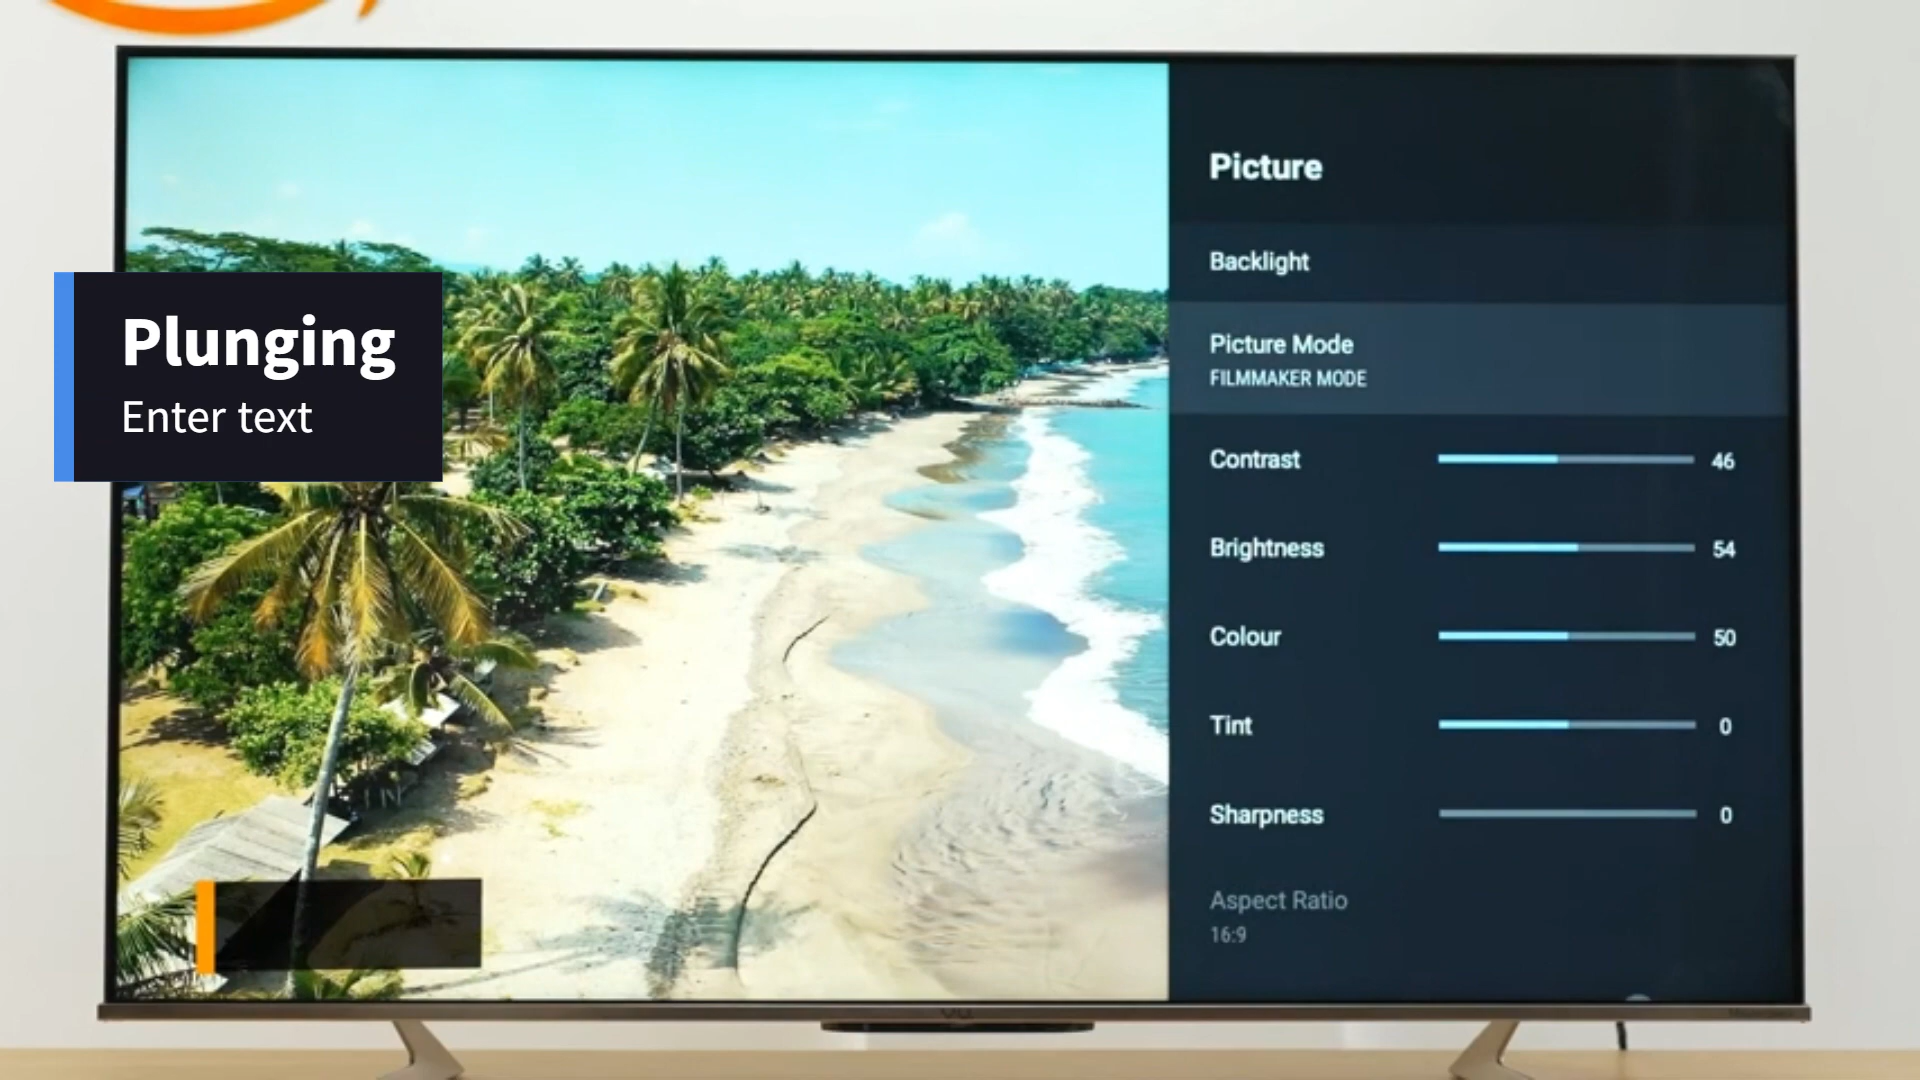 Picture
Backlight
Picture Mode
FILMMAKER MODE
Plunging
Enter text
Contrast 46
Brightness 54
Colour 50
Tint 0
Sharpness 0
Aspect Ratio
16:9
VU